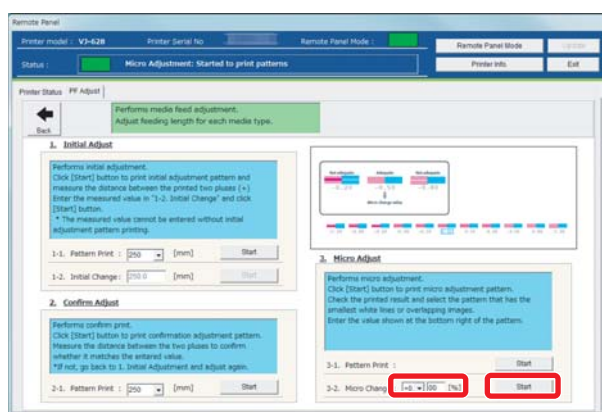 Remote Panel
Printer model : VJ-628 Printer Serial No Remote Panel Mode :
Remote Panel Mode
Status : Micro Adjustment: Started to print patterns
Printer Info. Exit
Printer Status PF Adjust
Back
Performs media feed adjustment.
Adjust feeding length for each media type.
1. Initial Adjust
Performs initial adjustment.
Click [Start] button to print initial adjustment pattern and
measure the distance between the printed two pluses (+)
Enter the measured value in "1-2. Initial Change" and click
[Start] button.
* The measured value cannot be entered without initial
adjustment pattern printing.
1-1. Pattern Print : 250 [mm] Start
1-2. Initial Change : 250.0 [mm] Start
2. Confirm Adjust
Performs confirm print.
Click [Start] button to print confirmation adjustment pattern.
Measure the distance between the two pluses to confirm
whether it matches the entered value.
*If not, go back to 1. Initial Adjustment and adjust again.
2-1. Pattern Print : 250 [mm] Start
Not adequate Adequate Not adequate
Micro change value
3. Micro Adjust
Performs micro adjustment.
Click [Start] button to print micro adjustment pattern.
Check the printed result and select the pattern that has the
smallest white lines or overlapping images.
Enter the value shown at the bottom right of the pattern.
3-1. Pattern Print : Start
3-2. Micro Chang +0. 00 [%] Start